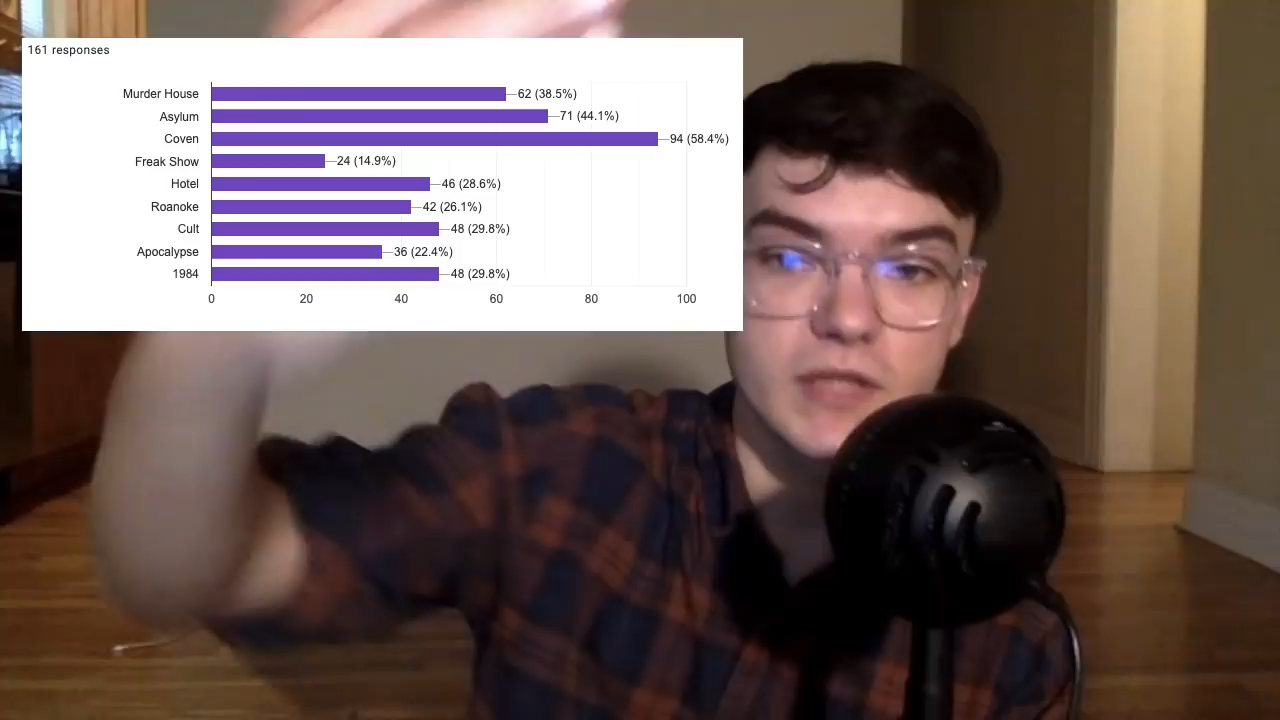 161 responses
Murder House 62 (38.5%)
Asylum 71 (44.1%)
Coven 94 (58.4%)
Freak Show 24 (14.9%)
Hotel 46 (28.6%)
Roanoke 42 (26.1%)
Cult 48 (29.8%)
Apocalypse 36 (22.4%)
1984 48 (29.8%)
0 20 40 60 80 100